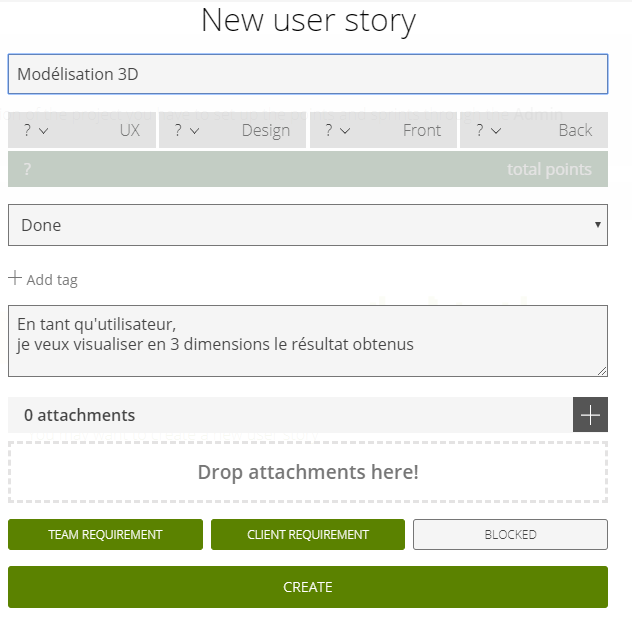 New user story
Modélisation 3D
? UX ? Design ? Front ? Back
? total points
Done
Add tag
En tant qu'utilisateur,
je veux visualiser en 3 dimensions le résultat obtenus
0 attachments
Drop attachments here!
TEAM REQUIREMENT CLIENT REQUIREMENT BLOCKED
CREATE